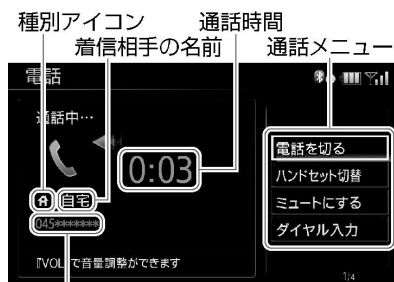 種別アイコン 通話時間
着信相手の名前 通話メニュー
電話
通話中…
0:03
自宅
045*******
『VOL』で音量調整ができます
電話を切る
ハンドセット切替
ミュートにする
ダイヤル入力
1/4